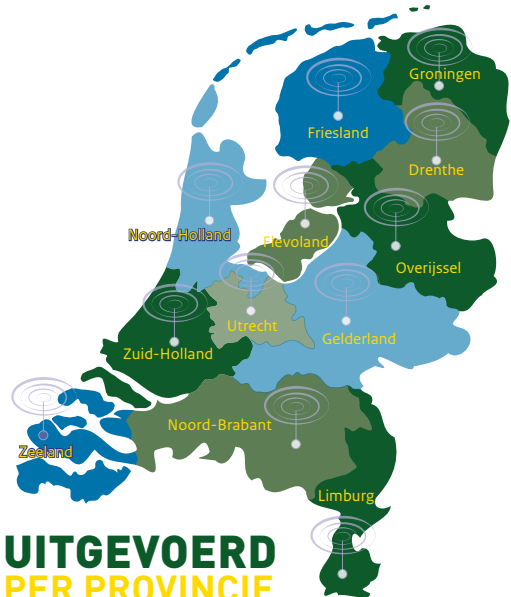 Groningen
Friesland
Drenthe
Noord-Holland
Flevoland
Overijssel
Utrecht
Gelderland
Zuid-Holland
Noord-Brabant
Zeeland
Limburg
UITGEVOERD
PER PROVINCIE